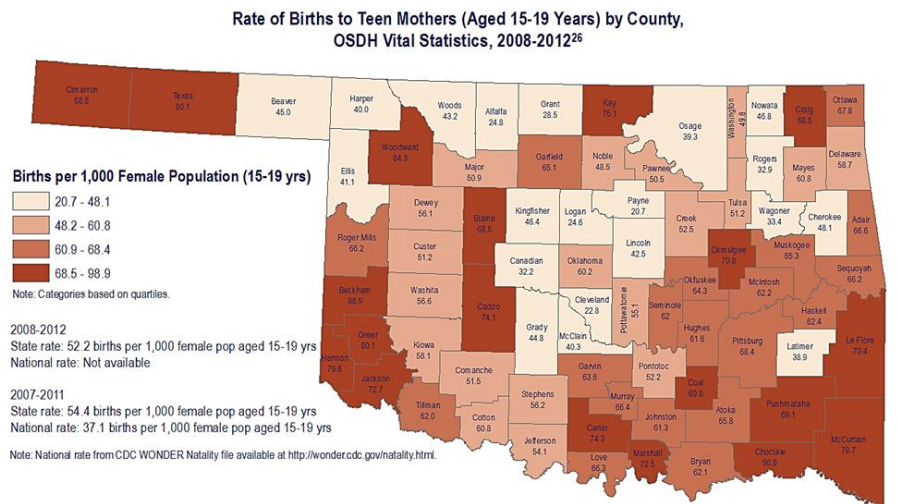 Rate of Births to Teen Mothers (Aged 15-19 Years) by County,
OSDH Vital Statistics, 2008-2012²⁶
Cimarron
68.5
Texas
80.1
Beaver
45.0
Harper
40.0
Woods
43.2
Alfalfa
24.8
Grant
28.5
Kay
75.1
Osage
39.3
Washington
49.8
Nowata
46.8
Craig
69.5
Ottawa
67.8
Ellis
41.1
Woodward
84.3
Major
50.9
Garfield
65.1
Noble
48.5
Pawnee
50.5
Rogers
32.9
Mayes
60.8
Delaware
58.7
Roger Mills
66.2
Dewey
56.1
Blaine
68.5
Kingfisher
46.4
Logan
24.6
Payne
20.7
Creek
52.5
Tulsa
51.2
Wagoner
33.4
Cherokee
48.1
Adair
66.6
Custer
51.2
Canadian
32.2
Oklahoma
60.2
Lincoln
42.5
Okmulgee
70.8
Muskogee
65.3
Sequoyah
66.2
Beckham
98.9
Washita
56.6
Caddo
74.1
Grady
44.8
Cleveland
22.8
McClain
40.3
Pottawatomie
55.1
Seminole
62
Okfuskee
64.3
McIntosh
62.2
Haskell
62.4
Hughes
61.6
Pittsburg
68.4
Latimer
38.9
Le Flore
70.4
Greer
80.1
Harmon
79.6
Jackson
72.7
Kiowa
58.1
Comanche
51.5
Tillman
62.0
Cotton
60.8
Stephens
56.2
Jefferson
54.1
Garvin
63.6
Murray
66.4
Pontotoc
52.2
Coal
69.8
Johnston
61.3
Atoka
65.8
Pushmataha
69.1
McCurtain
78.7
Carter
74.3
Love
66.3
Marshall
72.5
Bryan
62.1
Choctaw
96.8
Births per 1,000 Female Population (15-19 yrs)
20.7 - 48.1
48.2 - 60.8
60.9 - 68.4
68.5 - 98.9
Note: Categories based on quartiles.
2008-2012
State rate: 52.2 births per 1,000 female pop aged 15-19 yrs
National rate: Not available
2007-2011
State rate: 54.4 births per 1,000 female pop aged 15-19 yrs
National rate: 37.1 births per 1,000 female pop aged 15-19 yrs
Note: National rate from CDC WONDER Natality file available at http://wonder.cdc.gov/natality.html.